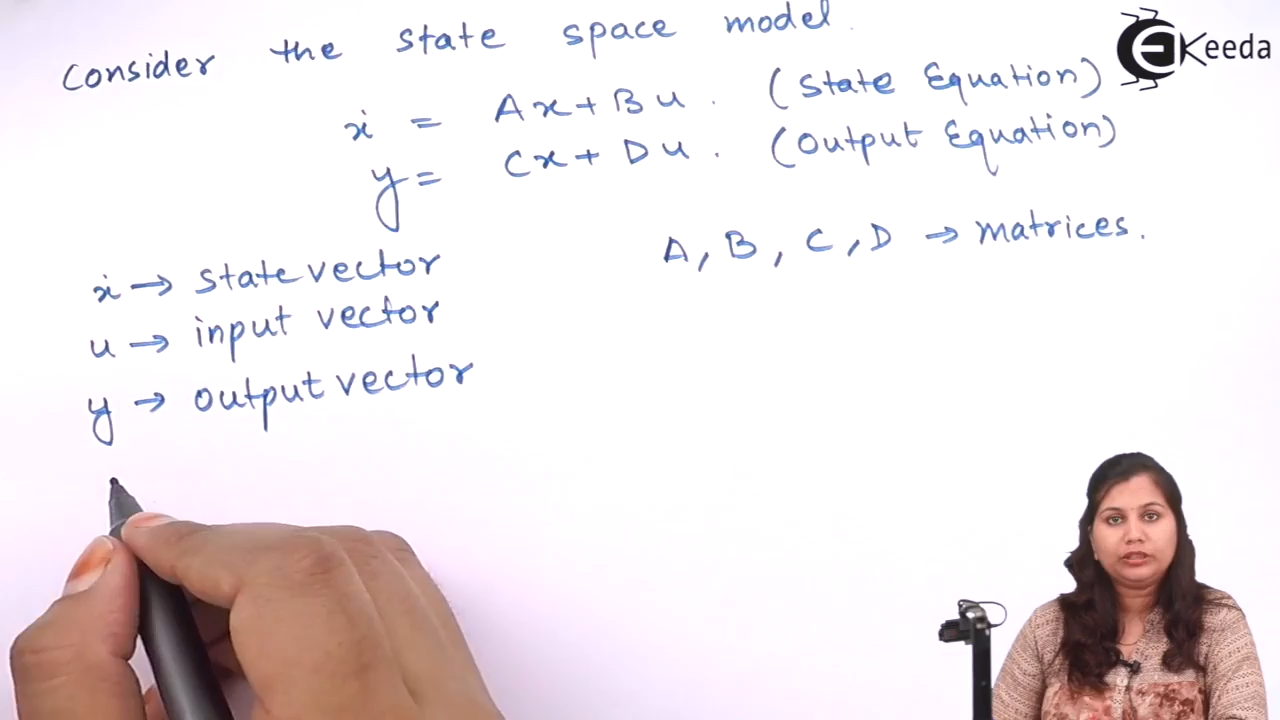 Consider the state space model.
ẋ = Ax + Bu. (State Equation)
y = Cx + Du. (Output Equation)
A, B, C, D → matrices.
ẋ → state vector
u → input vector
y → output vector
EKeeda